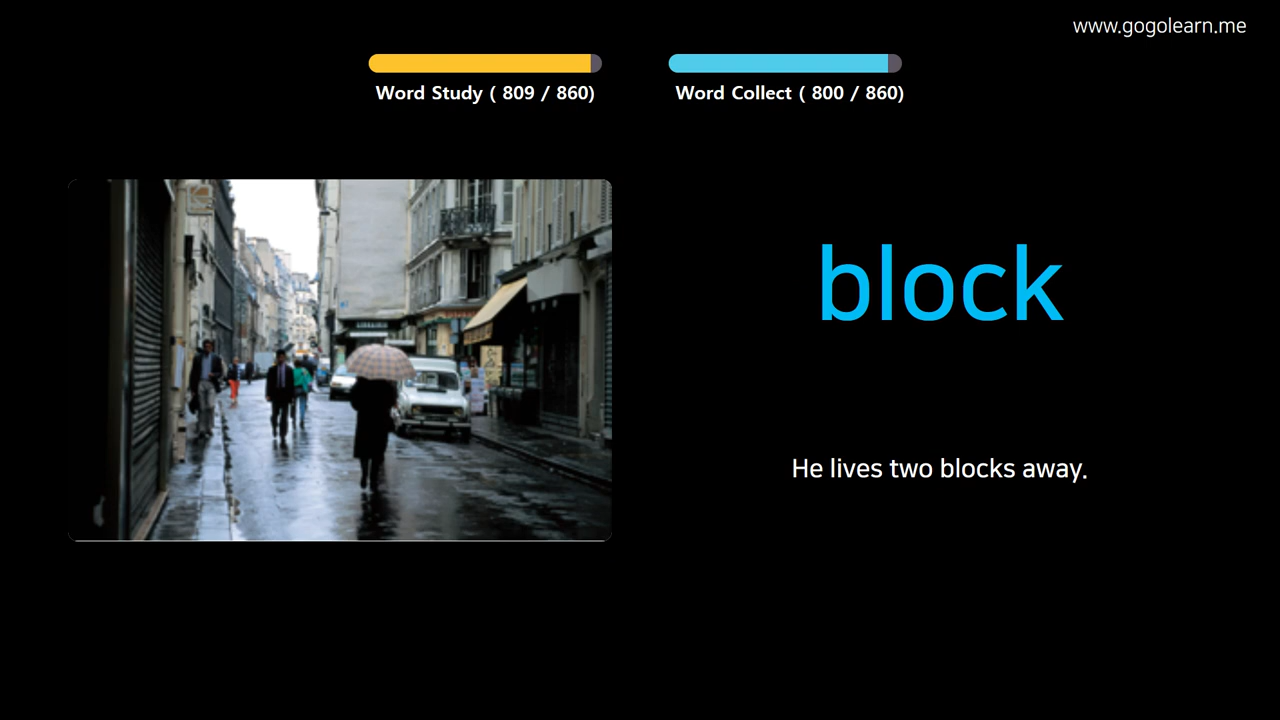 www.gogolearn.me
Word Study ( 809 / 860)
Word Collect ( 800 / 860)
block
He lives two blocks away.